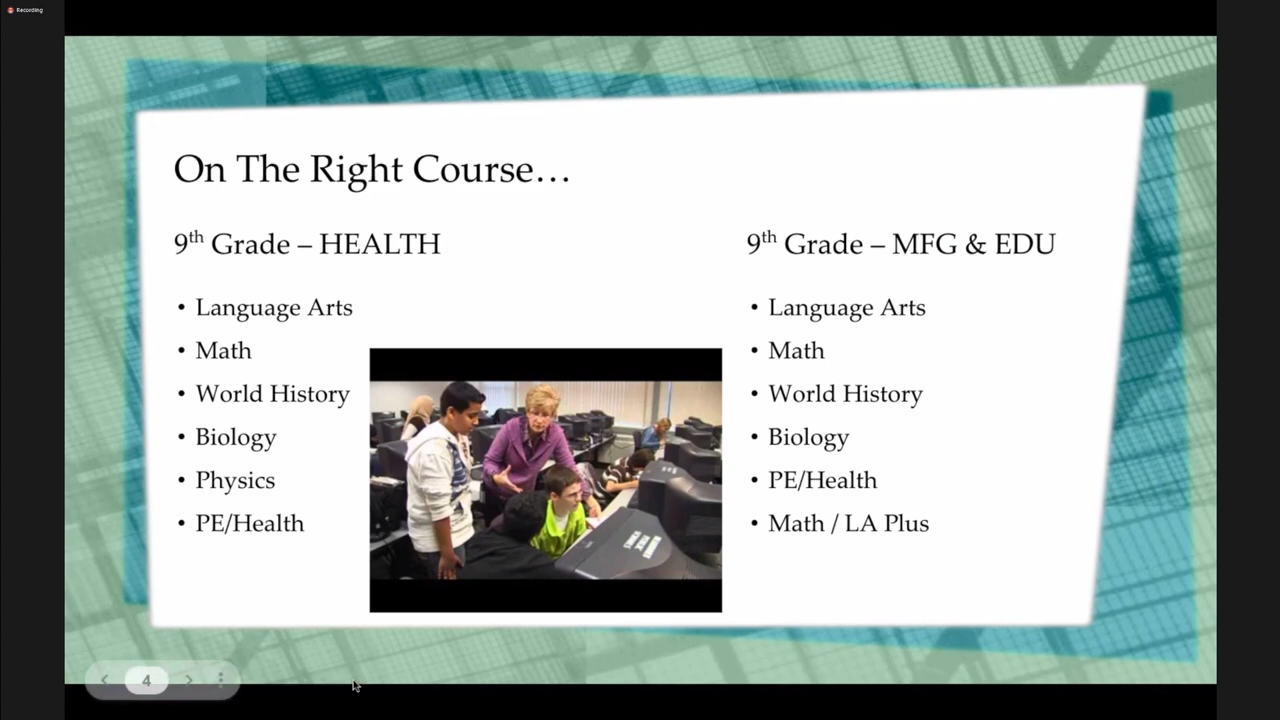 Recording
On The Right Course…
9th Grade – HEALTH
• Language Arts
• Math
• World History
• Biology
• Physics
• PE/Health
9th Grade – MFG & EDU
• Language Arts
• Math
• World History
• Biology
• PE/Health
• Math / LA Plus
4